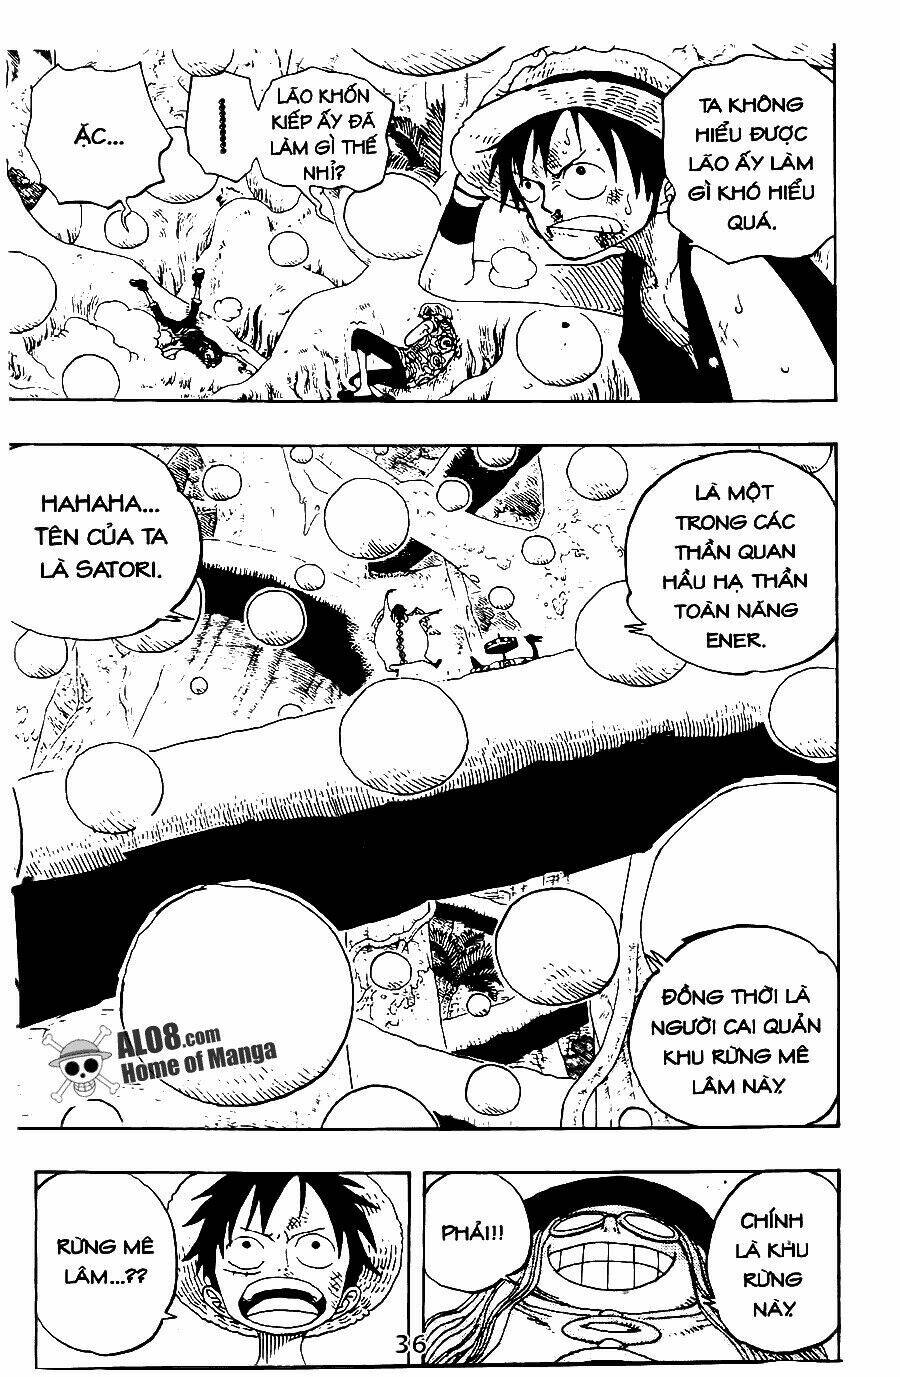 TA KHÔNG
HIỂU ĐƯỢC
LÃO ẤY LÀM
GÌ KHÓ HIỂU
QUÁ.
LÃO KHỐN
KIẾP ẤY ĐÃ
LÀM GÌ THẾ
NHỈ?
ẶC...
LÀ MỘT
TRONG CÁC
THẦN QUAN
HẦU HẠ THẦN
TOÀN NĂNG
ENER.
HAHAHA...
TÊN CỦA TA
LÀ SATORI.
ĐỒNG THỜI LÀ
NGƯỜI CAI QUẢN
KHU RỪNG MÊ
LÂM NÀY.
AL08.com
Home of Manga
CHÍNH
LÀ KHU
RỪNG
NÀY.
PHẢI!!
RỪNG MÊ
LÂM...??
36